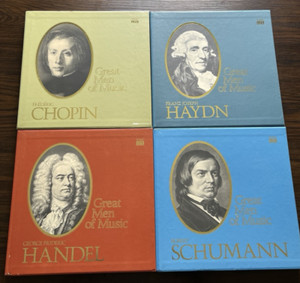 Great
Men
of Music
FREDERIC
CHOPIN
Great
Men
of Music
FRANZ JOSEPH
HAYDN
Great
Men
of Music
GEORGE FRIDERIC
HANDEL
Great
Men
of Music
SCHUMANN